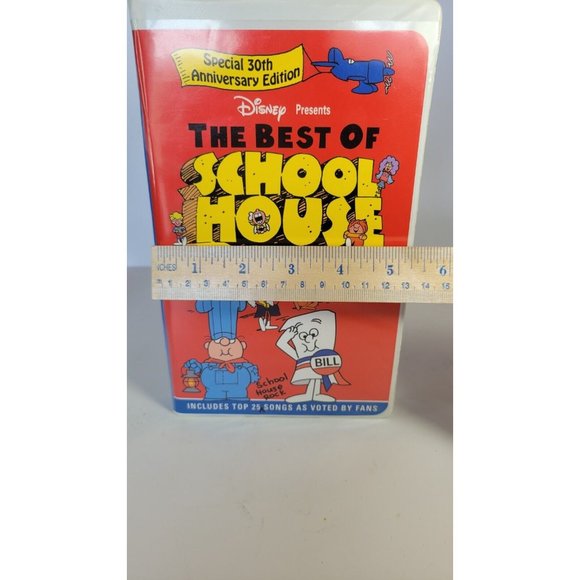 Special 30th
Anniversary Edition
Disney Presents
THE BEST OF
SCHOOL
HOUSE
INCHES 1 2 3 4 5 6
1 2 3 4 5 6 7 8 9 10 11 12 13 14 15
BILL
School
House
Rock
INCLUDES TOP 25 SONGS AS VOTED BY FANS